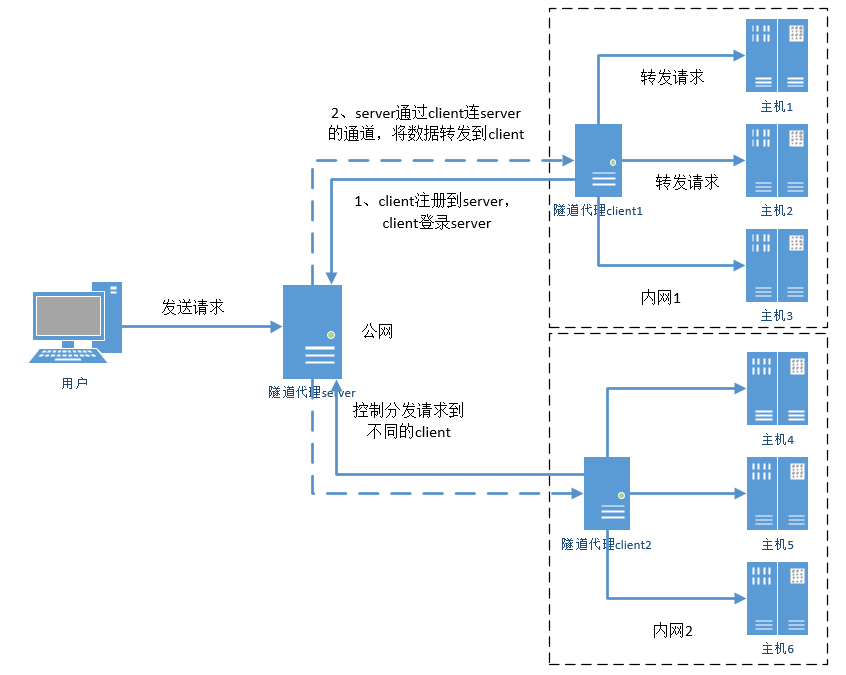 转发请求
主机1
2、server通过client连server
的通道，将数据转发到client
转发请求
隧道代理client1
主机2
1、client注册到server，
client登录server
内网1
主机3
发送请求
公网
用户
隧道代理server
控制分发请求到
不同的client
主机4
隧道代理client2
主机5
内网2
主机6